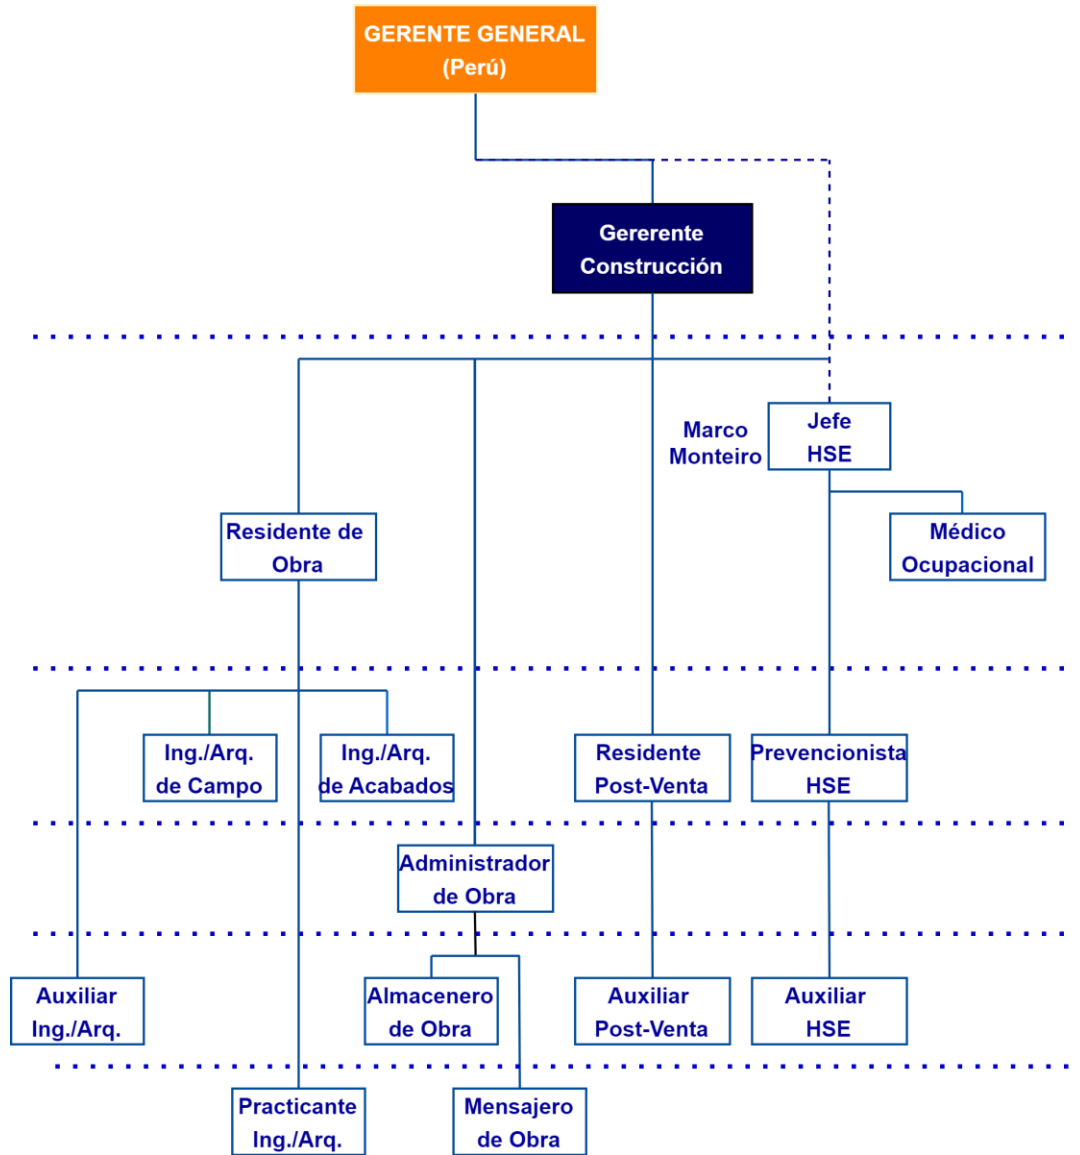 GERENTE GENERAL
(Perú)
Gererente
Construcción
Marco
Monteiro
Jefe
HSE
Residente de
Obra
Médico
Ocupacional
Ing./Arq.
de Campo
Ing./Arq.
de Acabados
Residente
Post-Venta
Prevencionista
HSE
Administrador
de Obra
Auxiliar
Ing./Arq.
Almacenero
de Obra
Auxiliar
Post-Venta
Auxiliar
HSE
Practicante
Ing./Arq.
Mensajero
de Obra